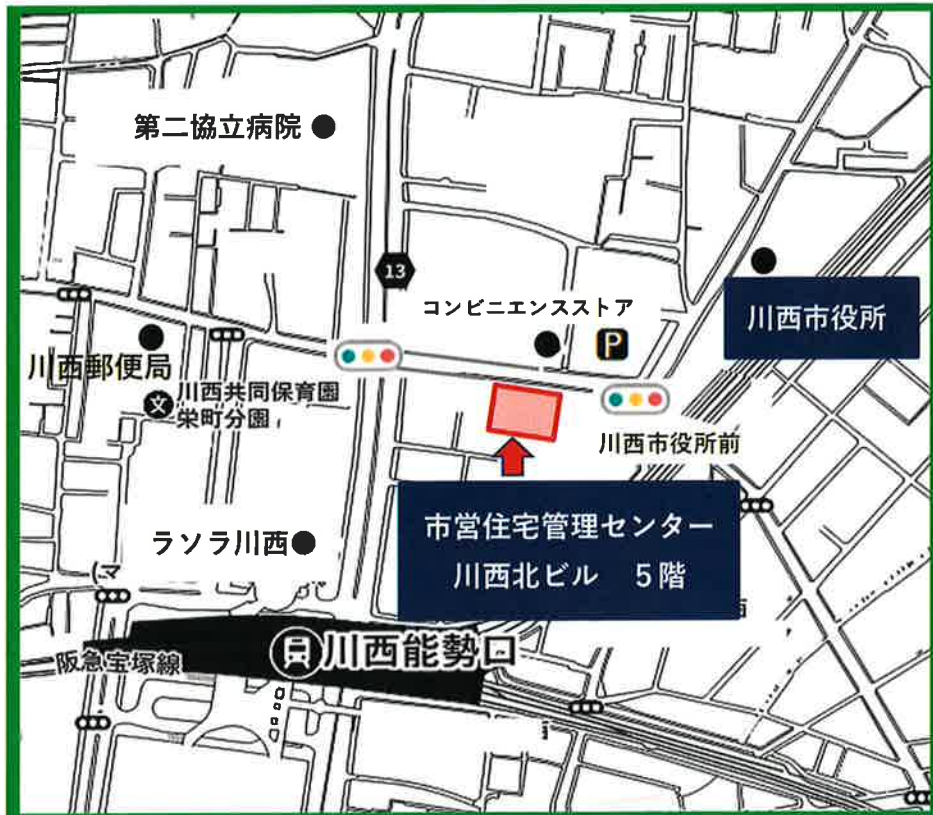 第二協立病院
13
コンビニエンスストア
P
川西市役所
川西郵便局
文
川西共同保育園
栄町分園
川西市役所前
市営住宅管理センター
川西北ビル　５階
ラソラ川西
川西能勢口
阪急宝塚線